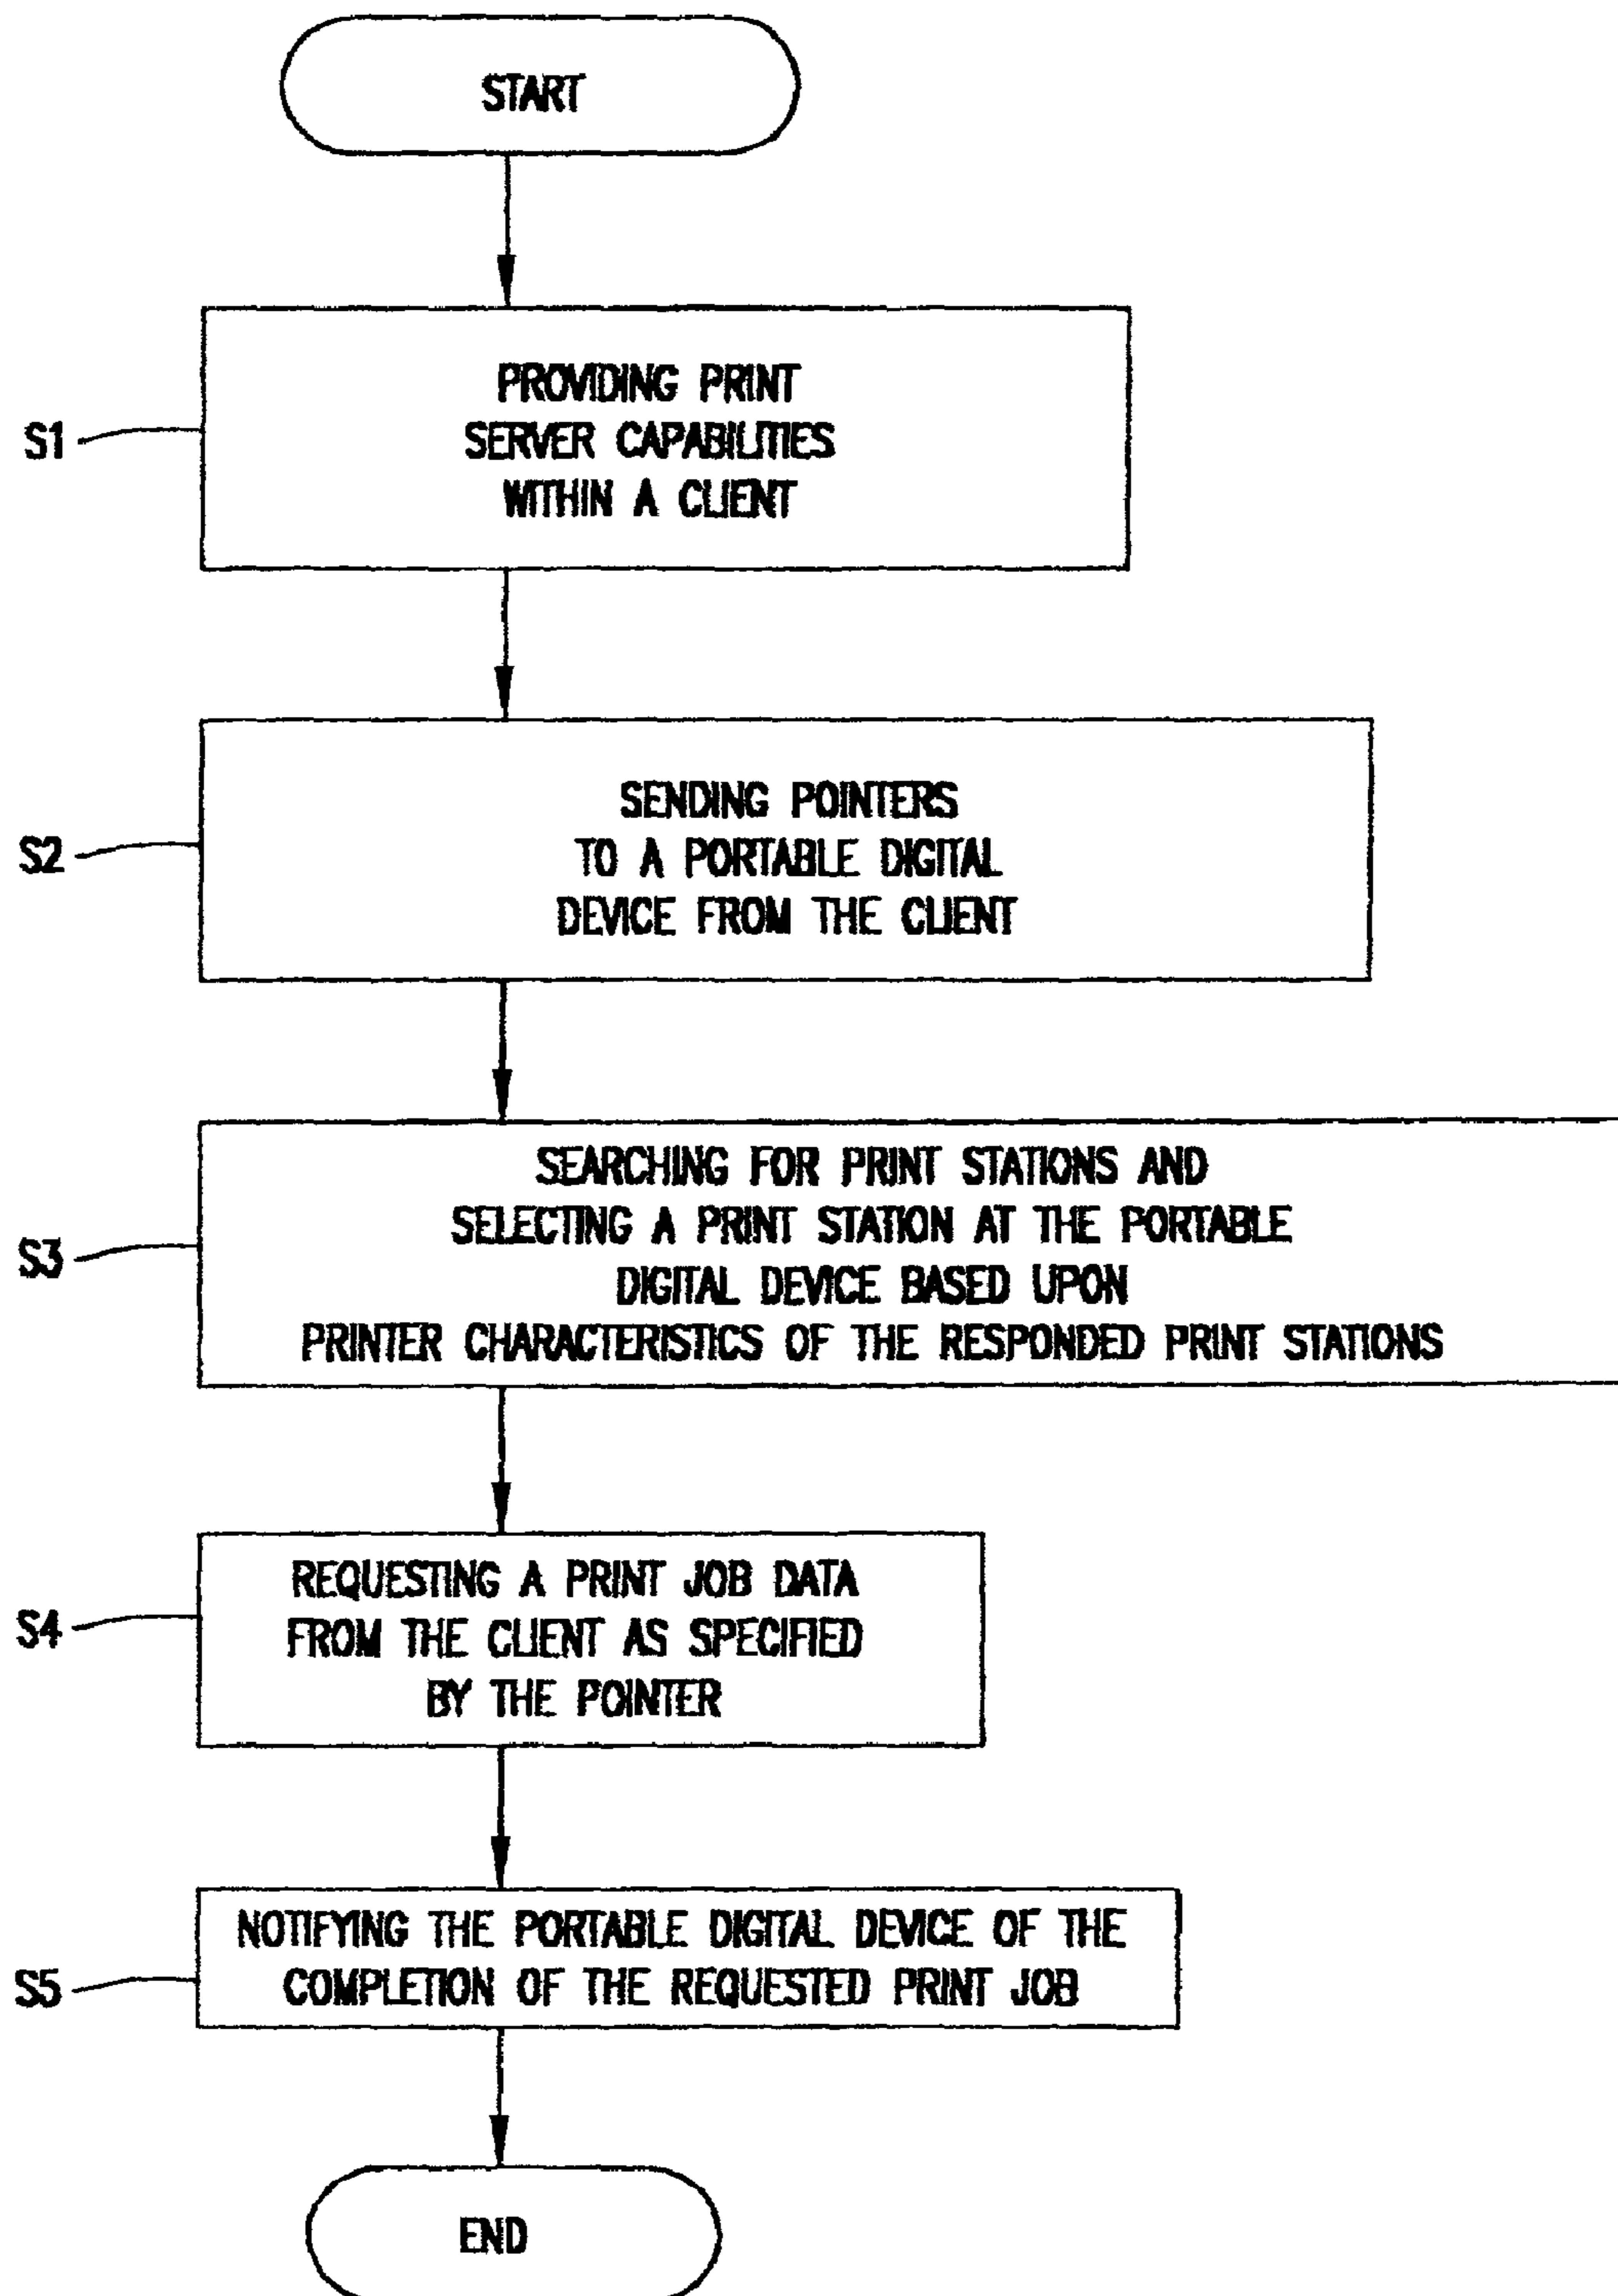 START
PROVIDING PRINT
SERVER CAPABILITIES
WITHIN A CLIENT
S1
SENDING POINTERS
TO A PORTABLE DIGITAL
DEVICE FROM THE CLIENT
S2
SEARCHING FOR PRINT STATIONS AND
SELECTING A PRINT STATION AT THE PORTABLE
DIGITAL DEVICE BASED UPON
PRINTER CHARACTERISTICS OF THE RESPONDED PRINT STATIONS
S3
REQUESTING A PRINT JOB DATA
FROM THE CLIENT AS SPECIFIED
BY THE POINTER
S4
NOTIFYING THE PORTABLE DIGITAL DEVICE OF THE
COMPLETION OF THE REQUESTED PRINT JOB
S5
END